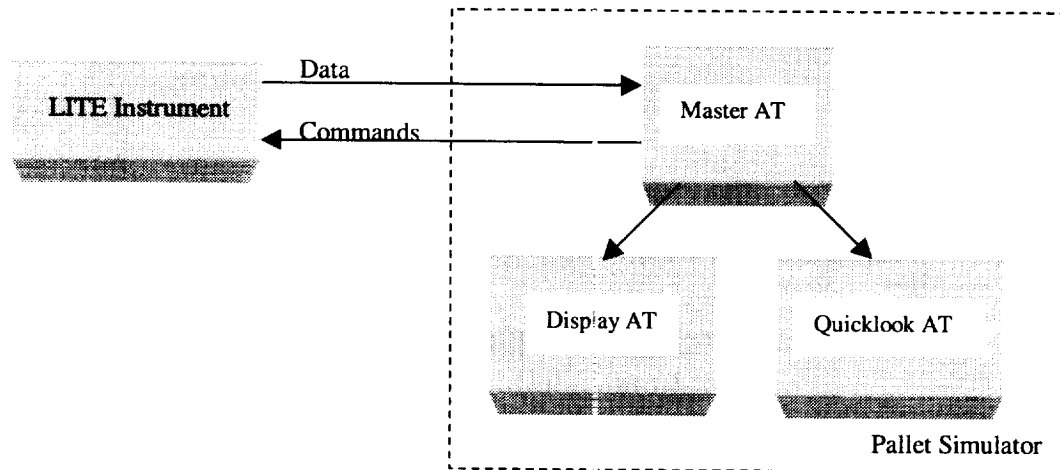 Data
LITE Instrument
Master AT
Commands
Display AT
Quicklook AT
Pallet Simulator